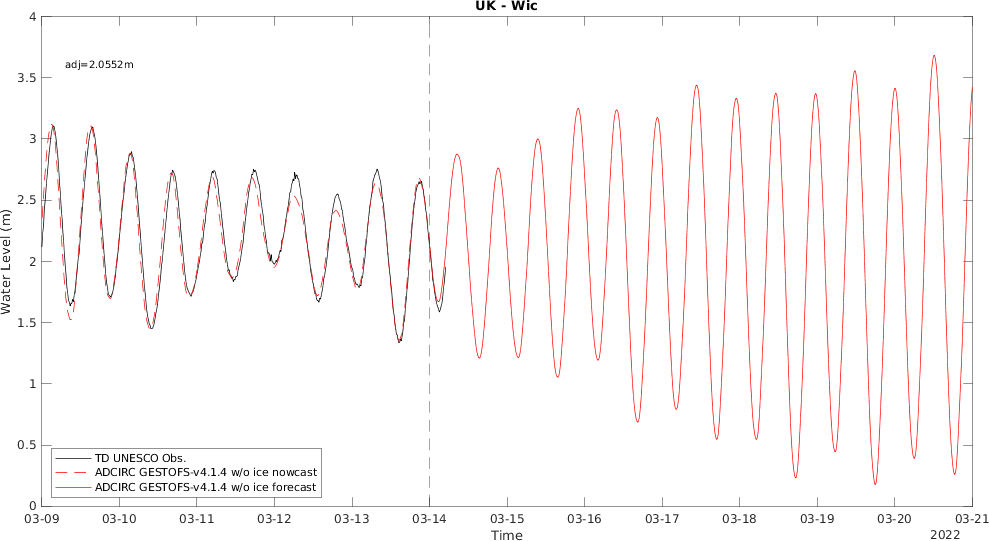 UK - Wic
adj=2.0552m
4
3.5
3
2.5
2
1.5
1
0.5
0
Water Level (m)
TD UNESCO Obs.
ADCIRC GESTOFS-v4.1.4 w/o ice nowcast
ADCIRC GESTOFS-v4.1.4 w/o ice forecast
03-09 03-10 03-11 03-12 03-13 03-14 03-15 03-16 03-17 03-18 03-19 03-20 03-21
Time
2022